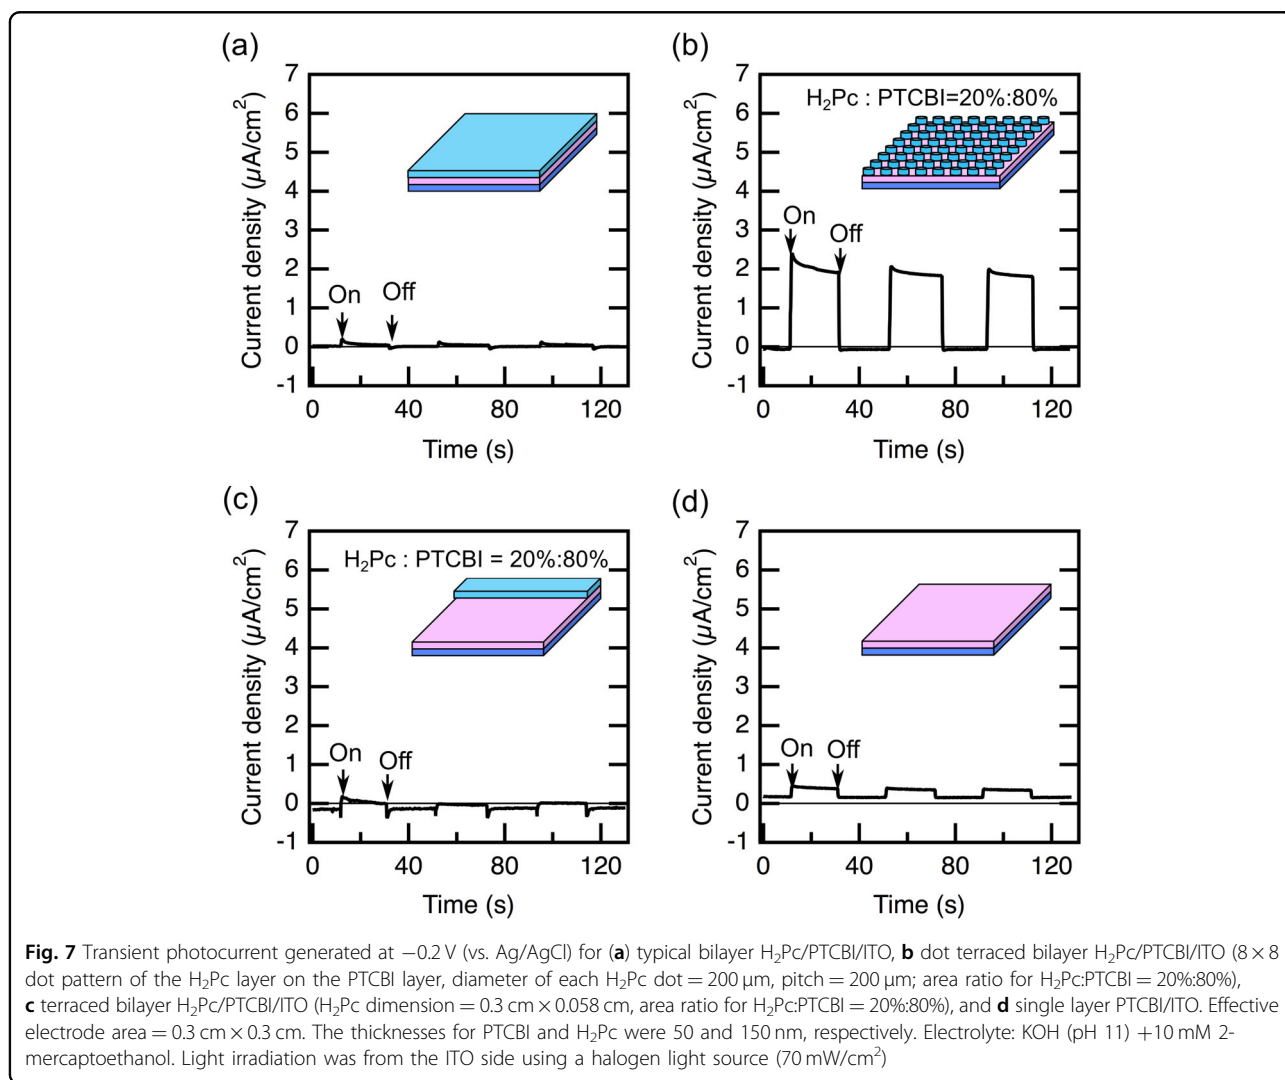 (a)
7
6
5
4
3
2
1
0
-1
Current density (µA/cm²)
On
Off
0
40
80
120
Time (s)
(b)
7
6
5
4
3
2
1
0
-1
Current density (µA/cm²)
H₂Pc : PTCBI=20%:80%
On
Off
0
40
80
120
Time (s)
(c)
7
6
5
4
3
2
1
0
-1
Current density (µA/cm²)
H₂Pc : PTCBI = 20%:80%
On
Off
0
40
80
120
Time (s)
(d)
7
6
5
4
3
2
1
0
-1
Current density (µA/cm²)
On
Off
0
40
80
120
Time (s)
Fig. 7 Transient photocurrent generated at −0.2 V (vs. Ag/AgCl) for (a) typical bilayer H₂Pc/PTCBI/ITO, b dot terraced bilayer H₂Pc/PTCBI/ITO (8 × 8
dot pattern of the H₂Pc layer on the PTCBI layer, diameter of each H₂Pc dot = 200 µm, pitch = 200 µm; area ratio for H₂Pc:PTCBI = 20%:80%),
c terraced bilayer H₂Pc/PTCBI/ITO (H₂Pc dimension = 0.3 cm × 0.058 cm, area ratio for H₂Pc:PTCBI = 20%:80%), and d single layer PTCBI/ITO. Effective
electrode area = 0.3 cm × 0.3 cm. The thicknesses for PTCBI and H₂Pc were 50 and 150 nm, respectively. Electrolyte: KOH (pH 11) +10 mM 2-
mercaptoethanol. Light irradiation was from the ITO side using a halogen light source (70 mW/cm²)